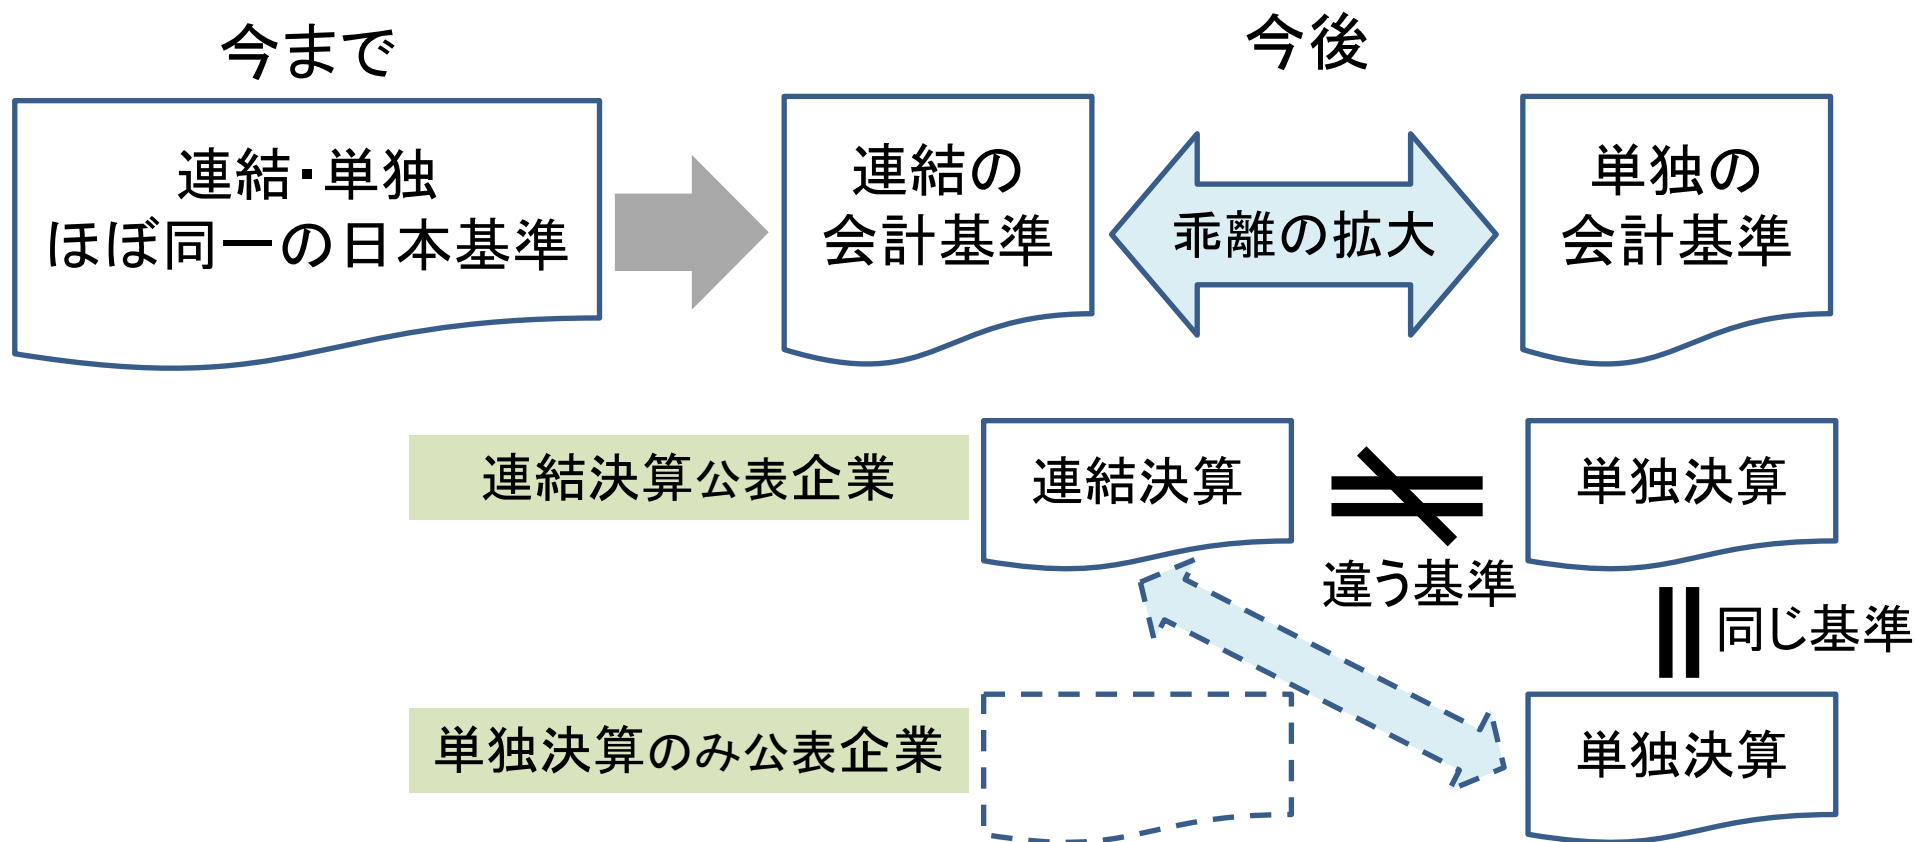 今まで
今後
連結・単独
ほぼ同一の日本基準
連結の
会計基準
乖離の拡大
単独の
会計基準
連結決算公表企業
連結決算
単独決算
違う基準
同じ基準
単独決算のみ公表企業
単独決算